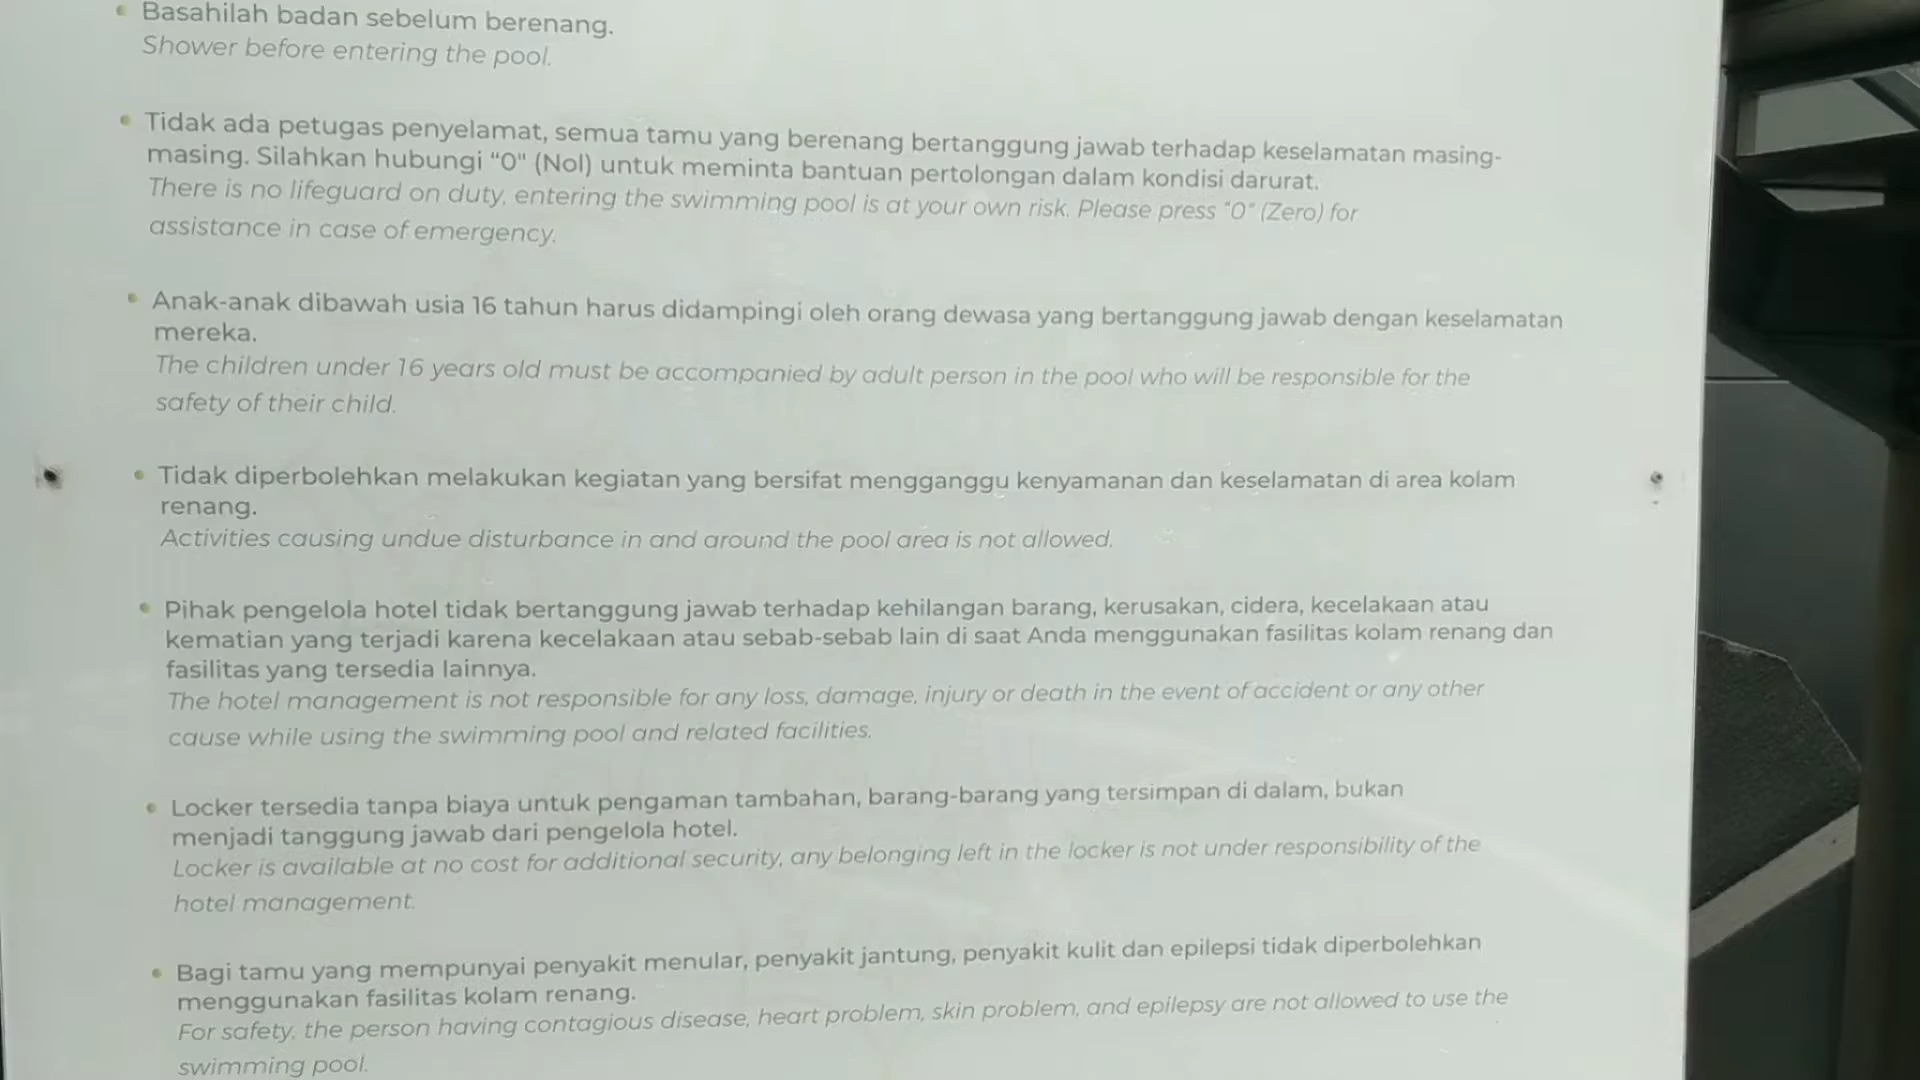 Basahilah badan sebelum berenang.
Shower before entering the pool.
Tidak ada petugas penyelamat, semua tamu yang berenang bertanggung jawab terhadap keselamatan masing-
masing. Silahkan hubungi "0" (Nol) untuk meminta bantuan pertolongan dalam kondisi darurat.
There is no lifeguard on duty, entering the swimming pool is at your own risk. Please press "0" (Zero) for
assistance in case of emergency.
Anak-anak dibawah usia 16 tahun harus didampingi oleh orang dewasa yang bertanggung jawab dengan keselamatan
mereka.
The children under 16 years old must be accompanied by adult person in the pool who will be responsible for the
safety of their child.
Tidak diperbolehkan melakukan kegiatan yang bersifat mengganggu kenyamanan dan keselamatan di area kolam
renang.
Activities causing undue disturbance in and around the pool area is not allowed.
Pihak pengelola hotel tidak bertanggung jawab terhadap kehilangan barang, kerusakan, cidera, kecelakaan atau
kematian yang terjadi karena kecelakaan atau sebab-sebab lain di saat Anda menggunakan fasilitas kolam renang dan
fasilitas yang tersedia lainnya.
The hotel management is not responsible for any loss, damage, injury or death in the event of accident or any other
cause while using the swimming pool and related facilities.
Locker tersedia tanpa biaya untuk pengaman tambahan, barang-barang yang tersimpan di dalam, bukan
menjadi tanggung jawab dari pengelola hotel.
Locker is available at no cost for additional security, any belonging left in the locker is not under responsibility of the
hotel management.
Bagi tamu yang mempunyai penyakit menular, penyakit jantung, penyakit kulit dan epilepsi tidak diperbolehkan
menggunakan fasilitas kolam renang.
For safety, the person having contagious disease, heart problem, skin problem, and epilepsy are not allowed to use the
swimming pool.